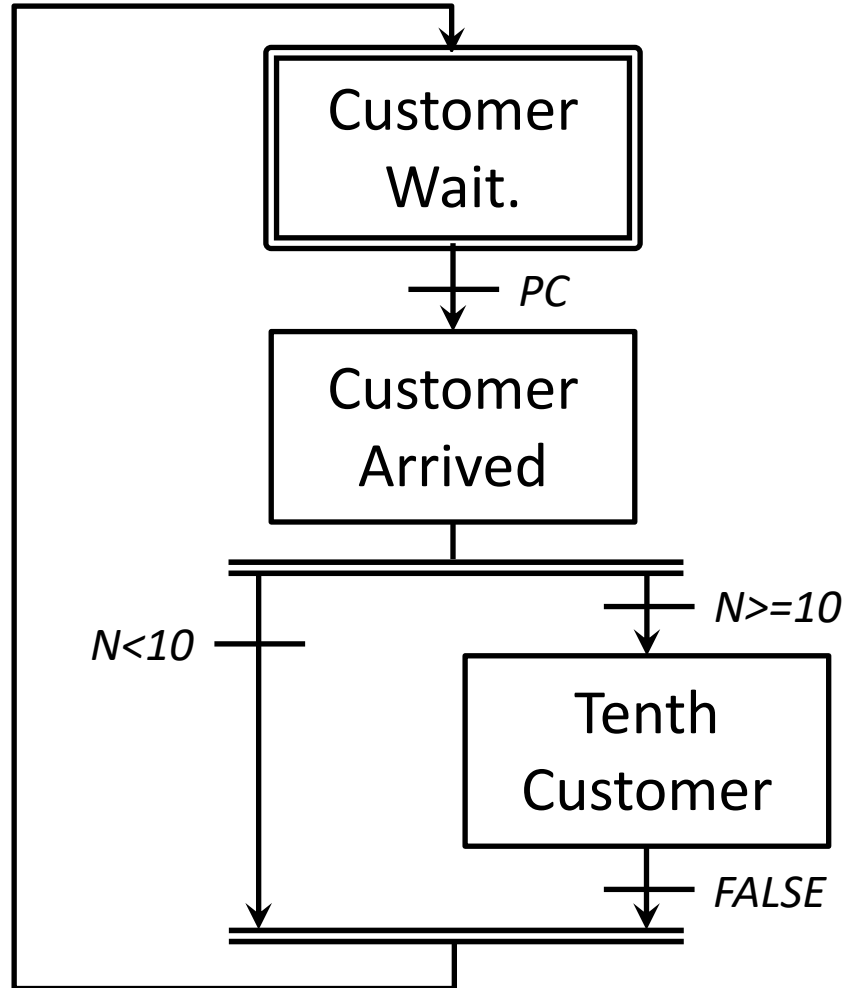 Customer
Wait.
PC
Customer
Arrived
N>=10
N<10
Tenth
Customer
FALSE